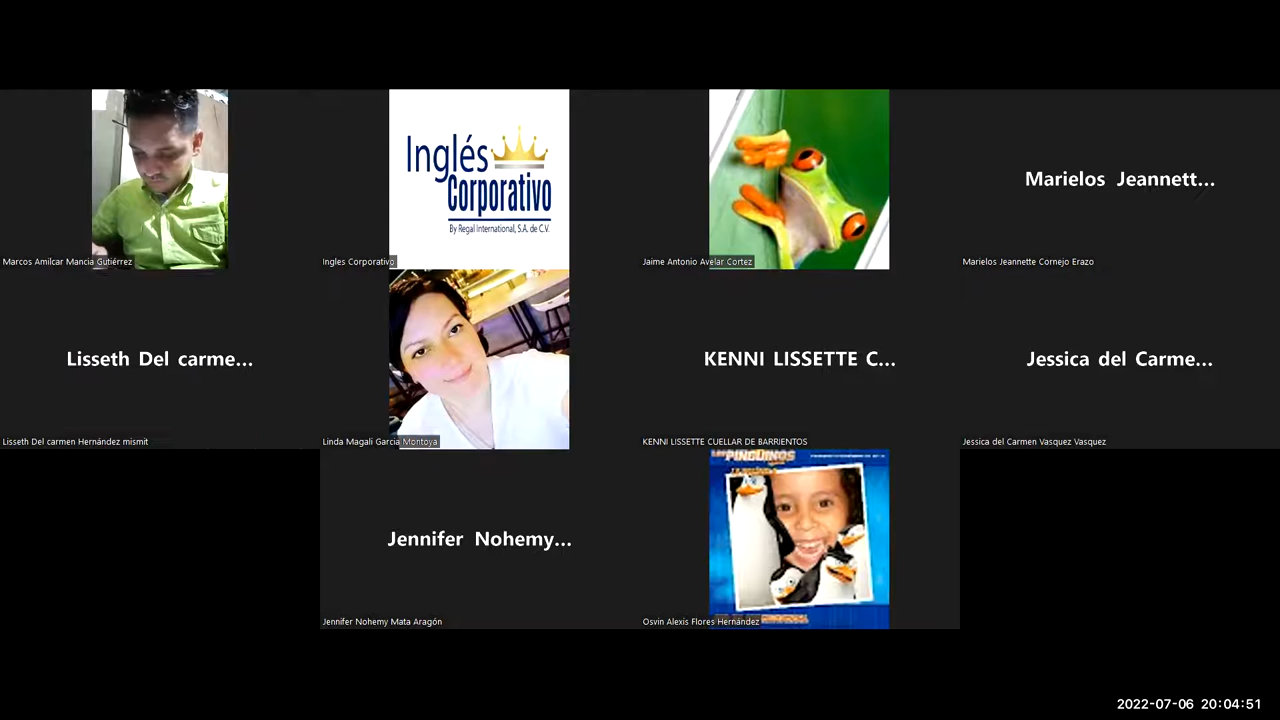 Inglés
Corporativo
By Regal International, S.A. de C.V.
Marielos Jeannett...
Marcos Amilcar Mancia Gutiérrez
Ingles Corporativo
Jaime Antonio Avelar Cortez
Marielos Jeannette Cornejo Erazo
Lisseth Del carme...
KENNI LISSETTE C...
Jessica del Carme...
Lisseth Del carmen Hernández mismit
Linda Magali Garcia Montoya
KENNI LISSETTE CUELLAR DE BARRIENTOS
Jessica del Carmen Vasquez Vasquez
PINGÜINOS
Jennifer Nohemy...
Jennifer Nohemy Mata Aragón
Osvin Alexis Flores Hernández
2022-07-06 20:04:51